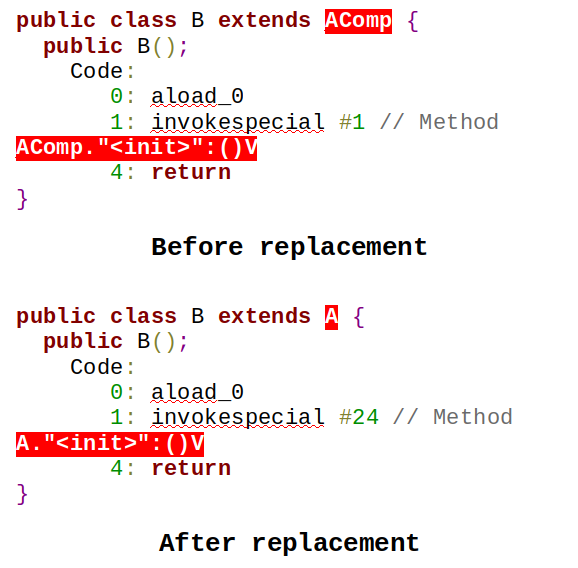 public class B extends AComp {
  public B();
    Code:
       0: aload_0
       1: invokespecial #1 // Method
AComp."<init>":()V
       4: return
}
Before replacement
public class B extends A {
  public B();
    Code:
       0: aload_0
       1: invokespecial #24 // Method
A."<init>":()V
       4: return
}
After replacement